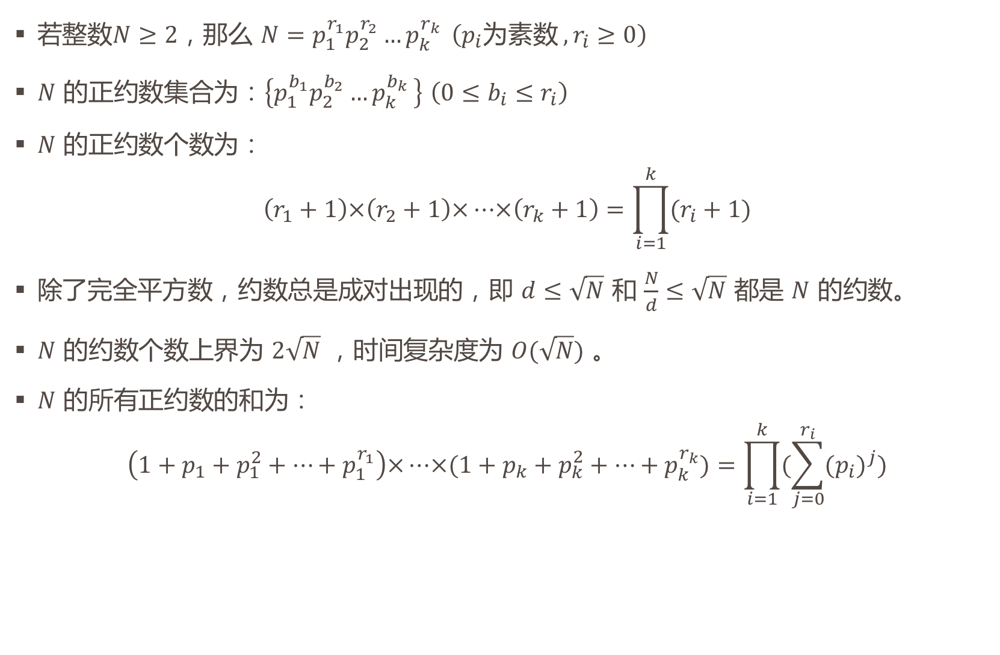 ▪ 若整数$N \geq 2$，那么 $N = p_1^{r_1} p_2^{r_2} \ldots p_k^{r_k}$ ($p_i$为素数, $r_i \geq 0$)
▪ $N$ 的正约数集合为：$\{p_1^{b_1} p_2^{b_2} \ldots p_k^{b_k}\}$ $(0 \leq b_i \leq r_i)$
▪ $N$ 的正约数个数为：
$(r_1 + 1) \times (r_2 + 1) \times \cdots \times (r_k + 1) = \prod_{i=1}^{k} (r_i + 1)$
▪ 除了完全平方数，约数总是成对出现的，即 $d \leq \sqrt{N}$ 和 $\frac{N}{d} \leq \sqrt{N}$ 都是 $N$ 的约数。
▪ $N$ 的约数个数上界为 $2\sqrt{N}$ ，时间复杂度为 $O(\sqrt{N})$ 。
▪ $N$ 的所有正约数的和为：
$(1 + p_1 + p_1^2 + \cdots + p_1^{r_1}) \times \cdots \times (1 + p_k + p_k^2 + \cdots + p_k^{r_k}) = \prod_{i=1}^{k} (\sum_{j=0}^{r_i} (p_i)^j)$